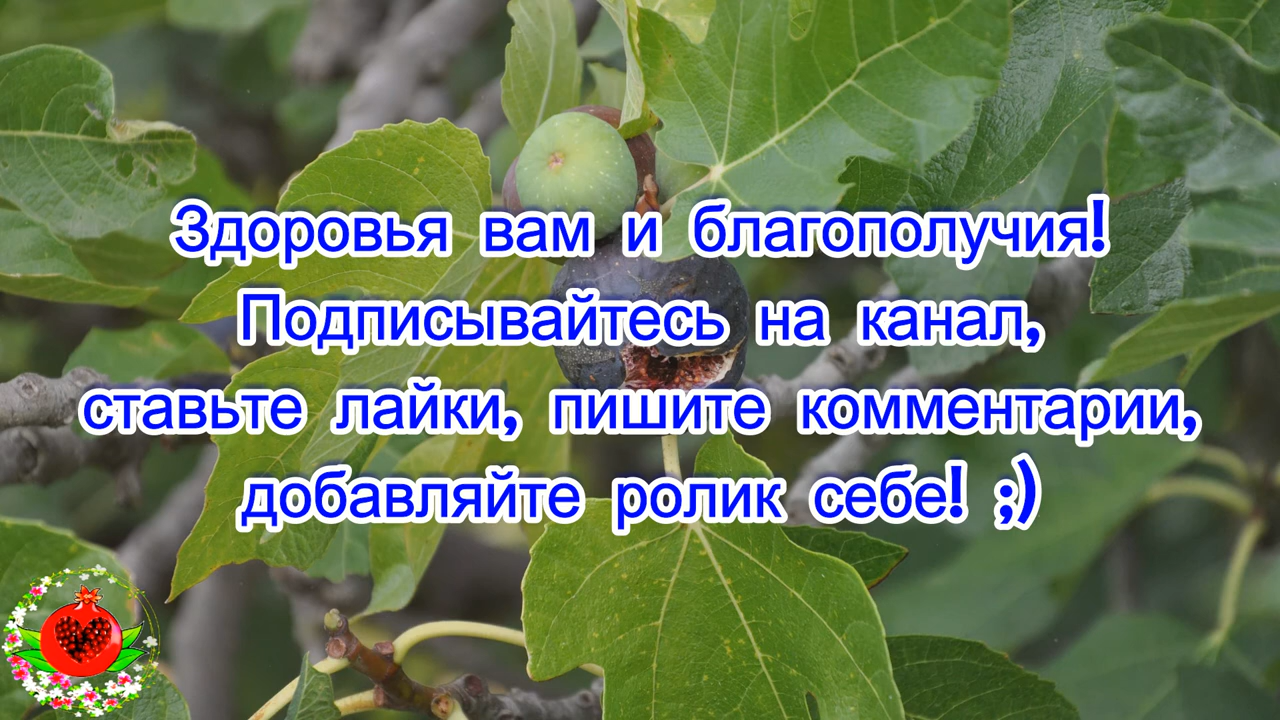 Здоровья вам и благополучия!
Подписывайтесь на канал,
ставьте лайки, пишите комментарии,
добавляйте ролик себе! ;)